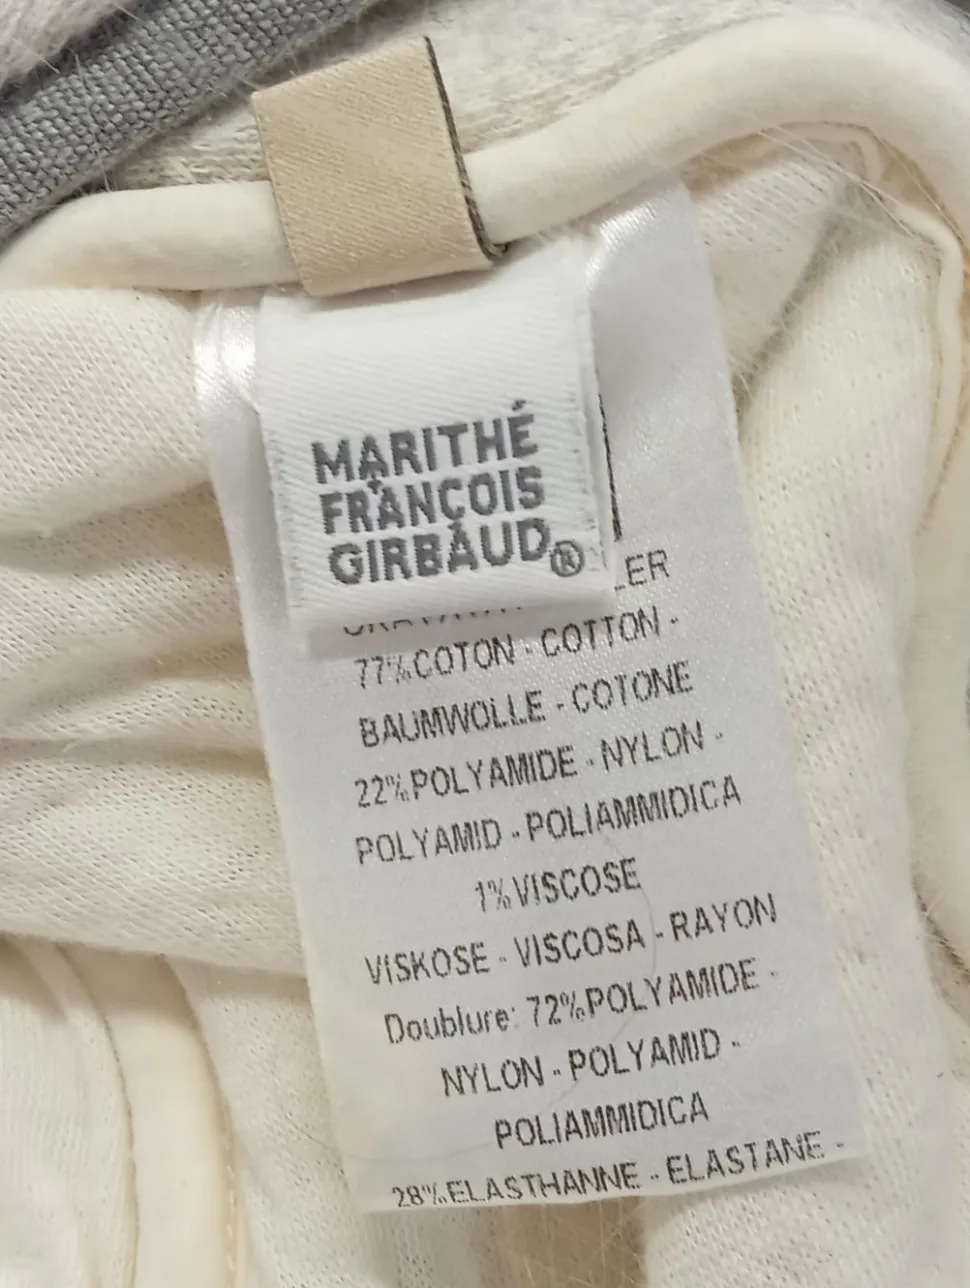 MARITHÉ
FRANÇOIS
GIRBAUD®
77%COTON - COTTON -
BAUMWOLLE - COTONE
22%POLYAMIDE - NYLON -
POLYAMID - POLIAMMIDICA
1%VISCOSE
VISKOSE - VISCOSA - RAYON
Doublure: 72%POLYAMIDE -
NYLON - POLYAMID -
POLIAMMIDICA
28%ELASTHANNE - ELASTANE -